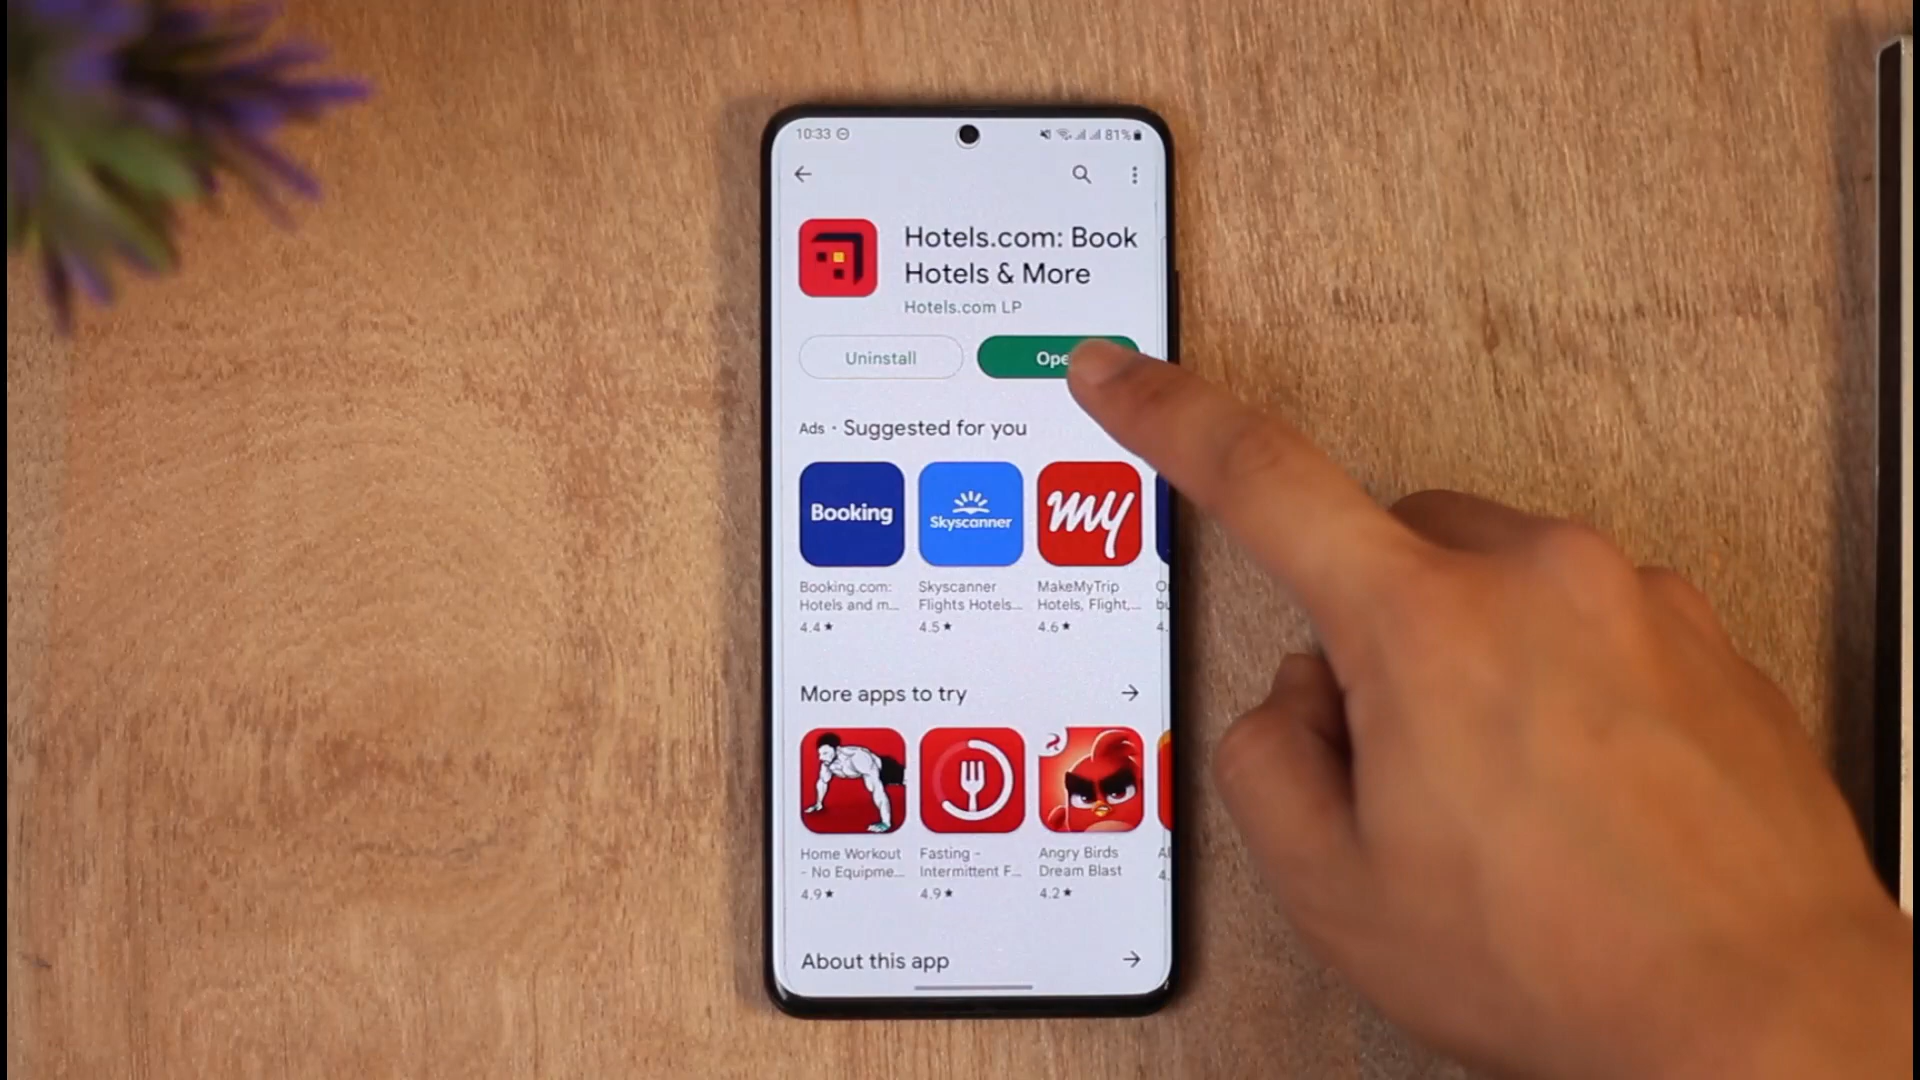 10:33
81%
Hotels.com: Book
Hotels & More
Hotels.com LP
Uninstall
Ope
Ads · Suggested for you
Booking
Skyscanner
my
Booking.com:
Hotels and m...
4.4★
Skyscanner
Flights Hotels...
4.5★
MakeMyTrip
Hotels, Flight,...
4.6★
More apps to try
Home Workout
- No Equipme...
4.9★
Fasting -
Intermittent F...
4.9★
Angry Birds
Dream Blast
4.2★
About this app